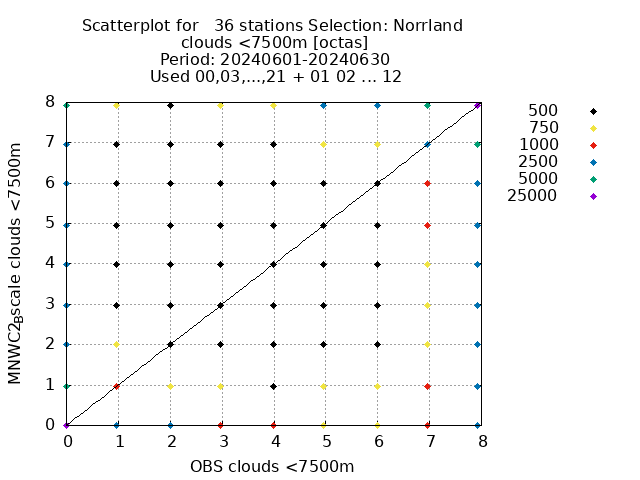 Scatterplot for   36 stations Selection: Norrland
clouds <7500m [octas]
Period: 20240601-20240630
Used 00,03,...,21 + 01 02 ... 12
MNWC2Bscale clouds <7500m
8
7
6
5
4
3
2
1
0
0 1 2 3 4 5 6 7 8
OBS clouds <7500m
500
750
1000
2500
5000
25000